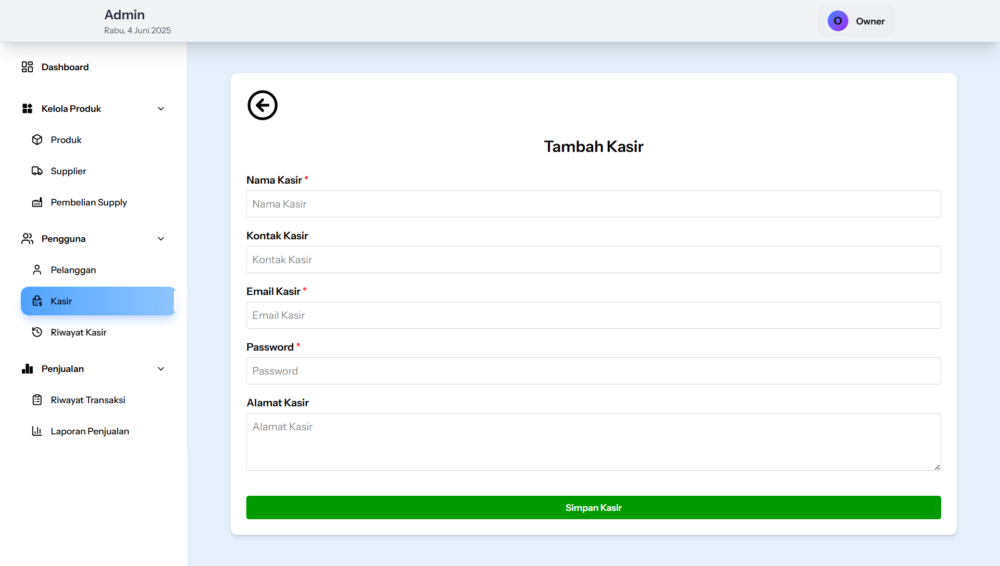 Admin
Rabu, 4 Juni 2025
O
Owner
Dashboard
Kelola Produk
Produk
Supplier
Pembelian Supply
Pengguna
Pelanggan
Kasir
Riwayat Kasir
Penjualan
Riwayat Transaksi
Laporan Penjualan
Tambah Kasir
Nama Kasir *
Nama Kasir
Kontak Kasir
Kontak Kasir
Email Kasir *
Email Kasir
Password *
Password
Alamat Kasir
Alamat Kasir
Simpan Kasir